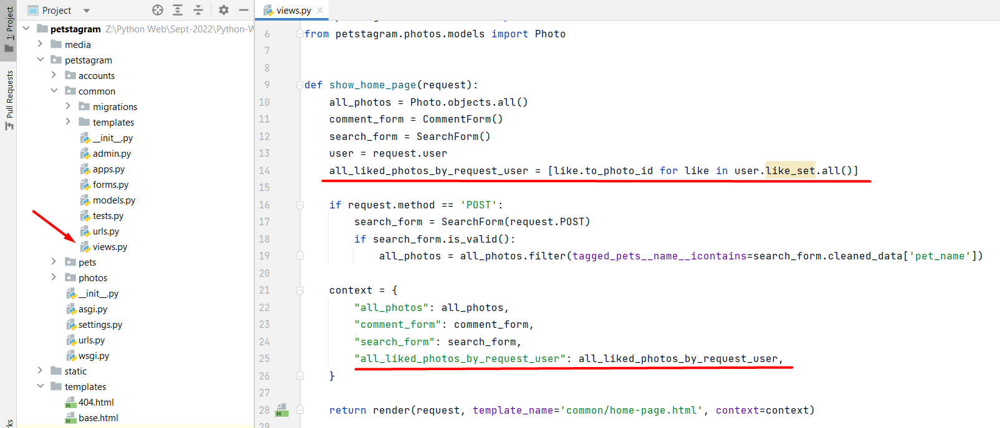 1: Project
Pull Requests
Project
petstagram Z:\Python Web\Sept-2022\Python-W
media
petstagram
accounts
common
migrations
templates
__init__.py
admin.py
apps.py
forms.py
models.py
tests.py
urls.py
views.py
pets
photos
__init__.py
asgi.py
settings.py
urls.py
wsgi.py
static
templates
404.html
base.html
views.py
6 from petstagram.photos.models import Photo
7
8
9 def show_home_page(request):
10 all_photos = Photo.objects.all()
11 comment_form = CommentForm()
12 search_form = SearchForm()
13 user = request.user
14 all_liked_photos_by_request_user = [like.to_photo_id for like in user.like_set.all()]
15
16 if request.method == 'POST':
17 search_form = SearchForm(request.POST)
18 if search_form.is_valid():
19 all_photos = all_photos.filter(tagged_pets__name__icontains=search_form.cleaned_data['pet_name'])
20
21 context = {
22 "all_photos": all_photos,
23 "comment_form": comment_form,
24 "search_form": search_form,
25 "all_liked_photos_by_request_user": all_liked_photos_by_request_user,
26 }
27
28 return render(request, template_name='common/home-page.html', context=context)
29